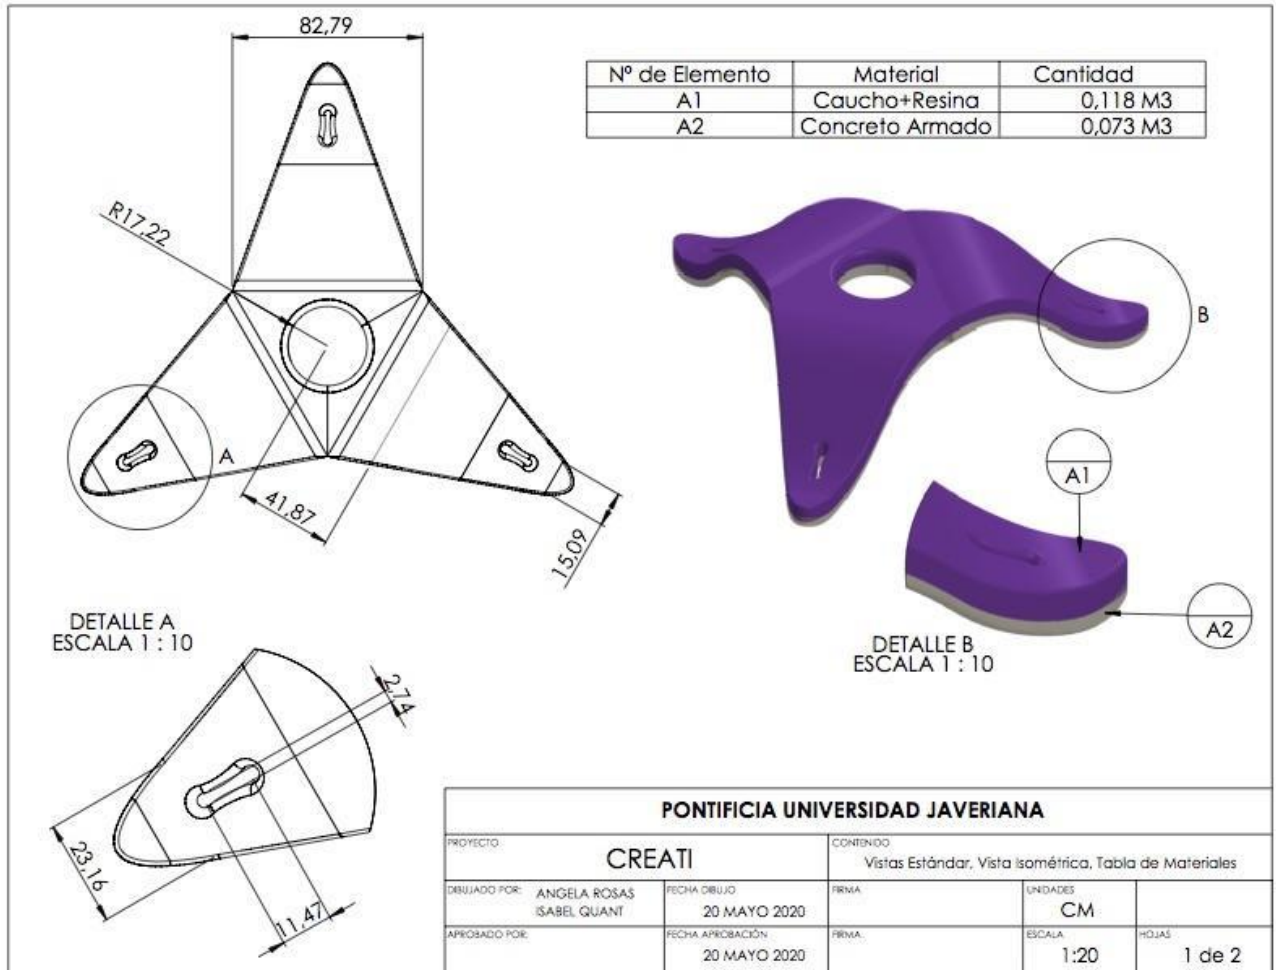 82,79
Nº de Elemento Material Cantidad
A1 Caucho+Resina 0,118 M3
A2 Concreto Armado 0,073 M3
R17,22
B
A
41,87
15,09
A1
A2
DETALLE A
ESCALA 1 : 10
DETALLE B
ESCALA 1 : 10
2,74
23,16
11,47
PONTIFICIA UNIVERSIDAD JAVERIANA
PROYECTO
CREATI
CONTENIDO
Vistas Estándar, Vista Isométrica, Tabla de Materiales
DIBUJADO POR: ANGELA ROSAS
ISABEL QUANT
FECHA DIBUJO
20 MAYO 2020
FIRMA
UNIDADES
CM
APROBADO POR:
FECHA APROBACIÓN
20 MAYO 2020
FIRMA
ESCALA
1:20
HOJAS
1 de 2